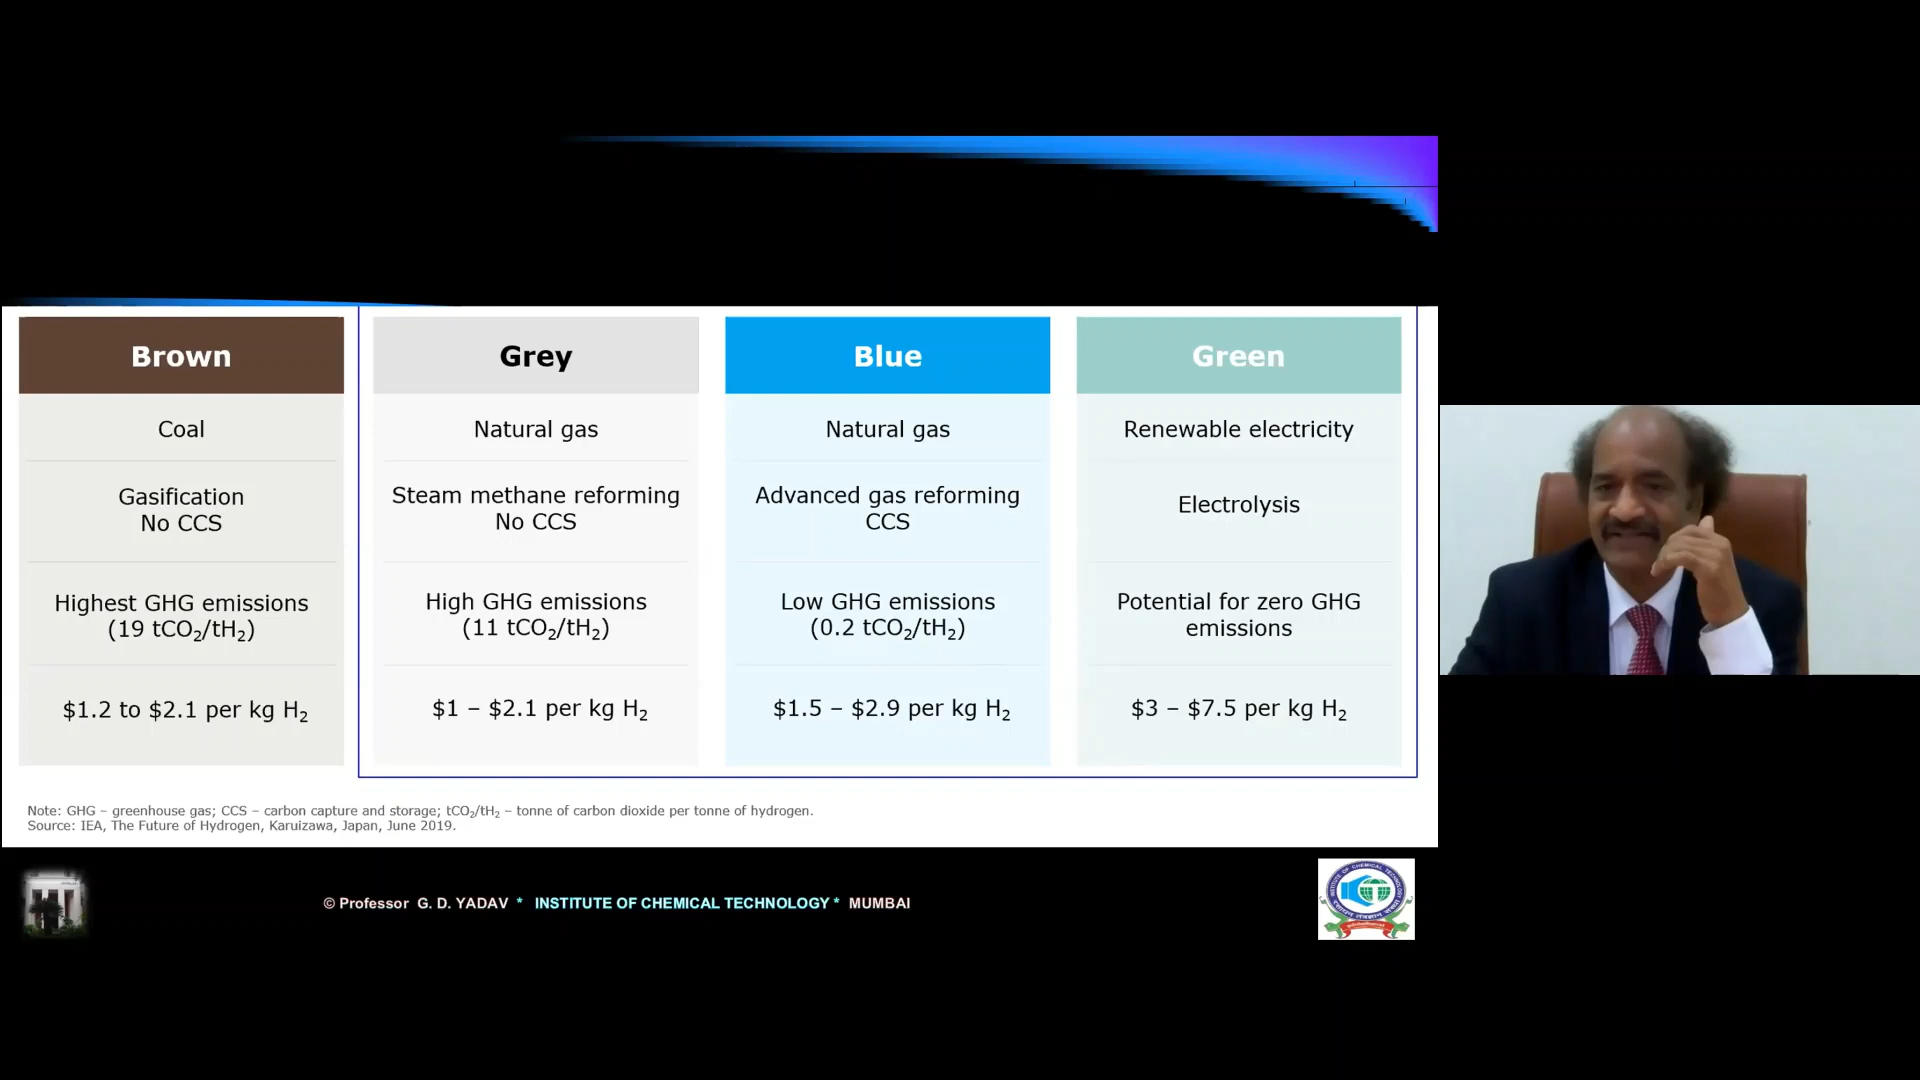 Brown
Grey
Blue
Green
Coal
Natural gas
Natural gas
Renewable electricity
Gasification
No CCS
Steam methane reforming
No CCS
Advanced gas reforming
CCS
Electrolysis
Highest GHG emissions
(19 tCO₂/tH₂)
High GHG emissions
(11 tCO₂/tH₂)
Low GHG emissions
(0.2 tCO₂/tH₂)
Potential for zero GHG
emissions
$1.2 to $2.1 per kg H₂
$1 – $2.1 per kg H₂
$1.5 – $2.9 per kg H₂
$3 – $7.5 per kg H₂
Note: GHG – greenhouse gas; CCS – carbon capture and storage; tCO₂/tH₂ – tonne of carbon dioxide per tonne of hydrogen.
Source: IEA, The Future of Hydrogen, Karuizawa, Japan, June 2019.
© Professor G. D. YADAV * INSTITUTE OF CHEMICAL TECHNOLOGY * MUMBAI
INSTITUTE OF CHEMICAL TECHNOLOGY